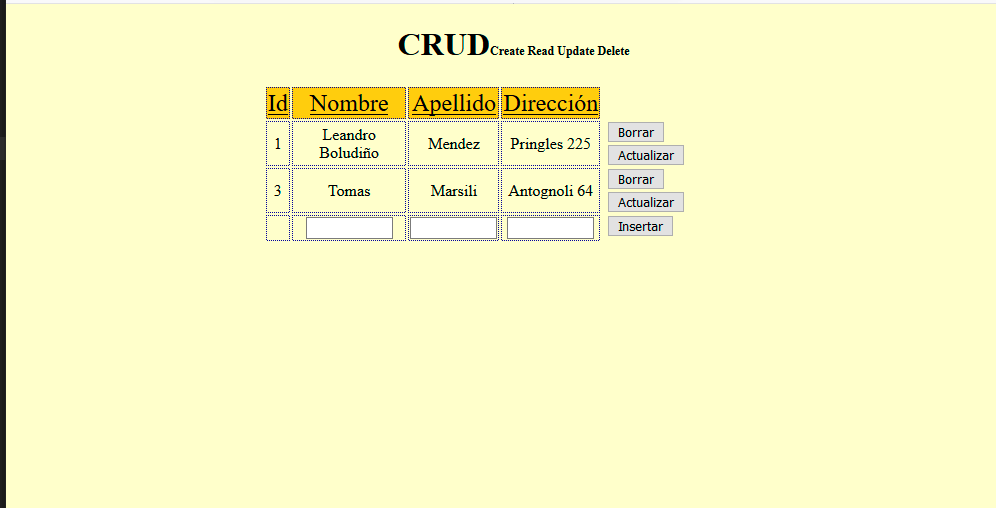 CRUD Create Read Update Delete
Id Nombre Apellido Dirección
1 Leandro Boludiño Mendez Pringles 225 Borrar
Actualizar
3 Tomas Marsili Antognoli 64 Borrar
Actualizar
Insertar